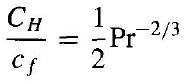 C_H / c_f = 1/2 Pr^{-2/3}